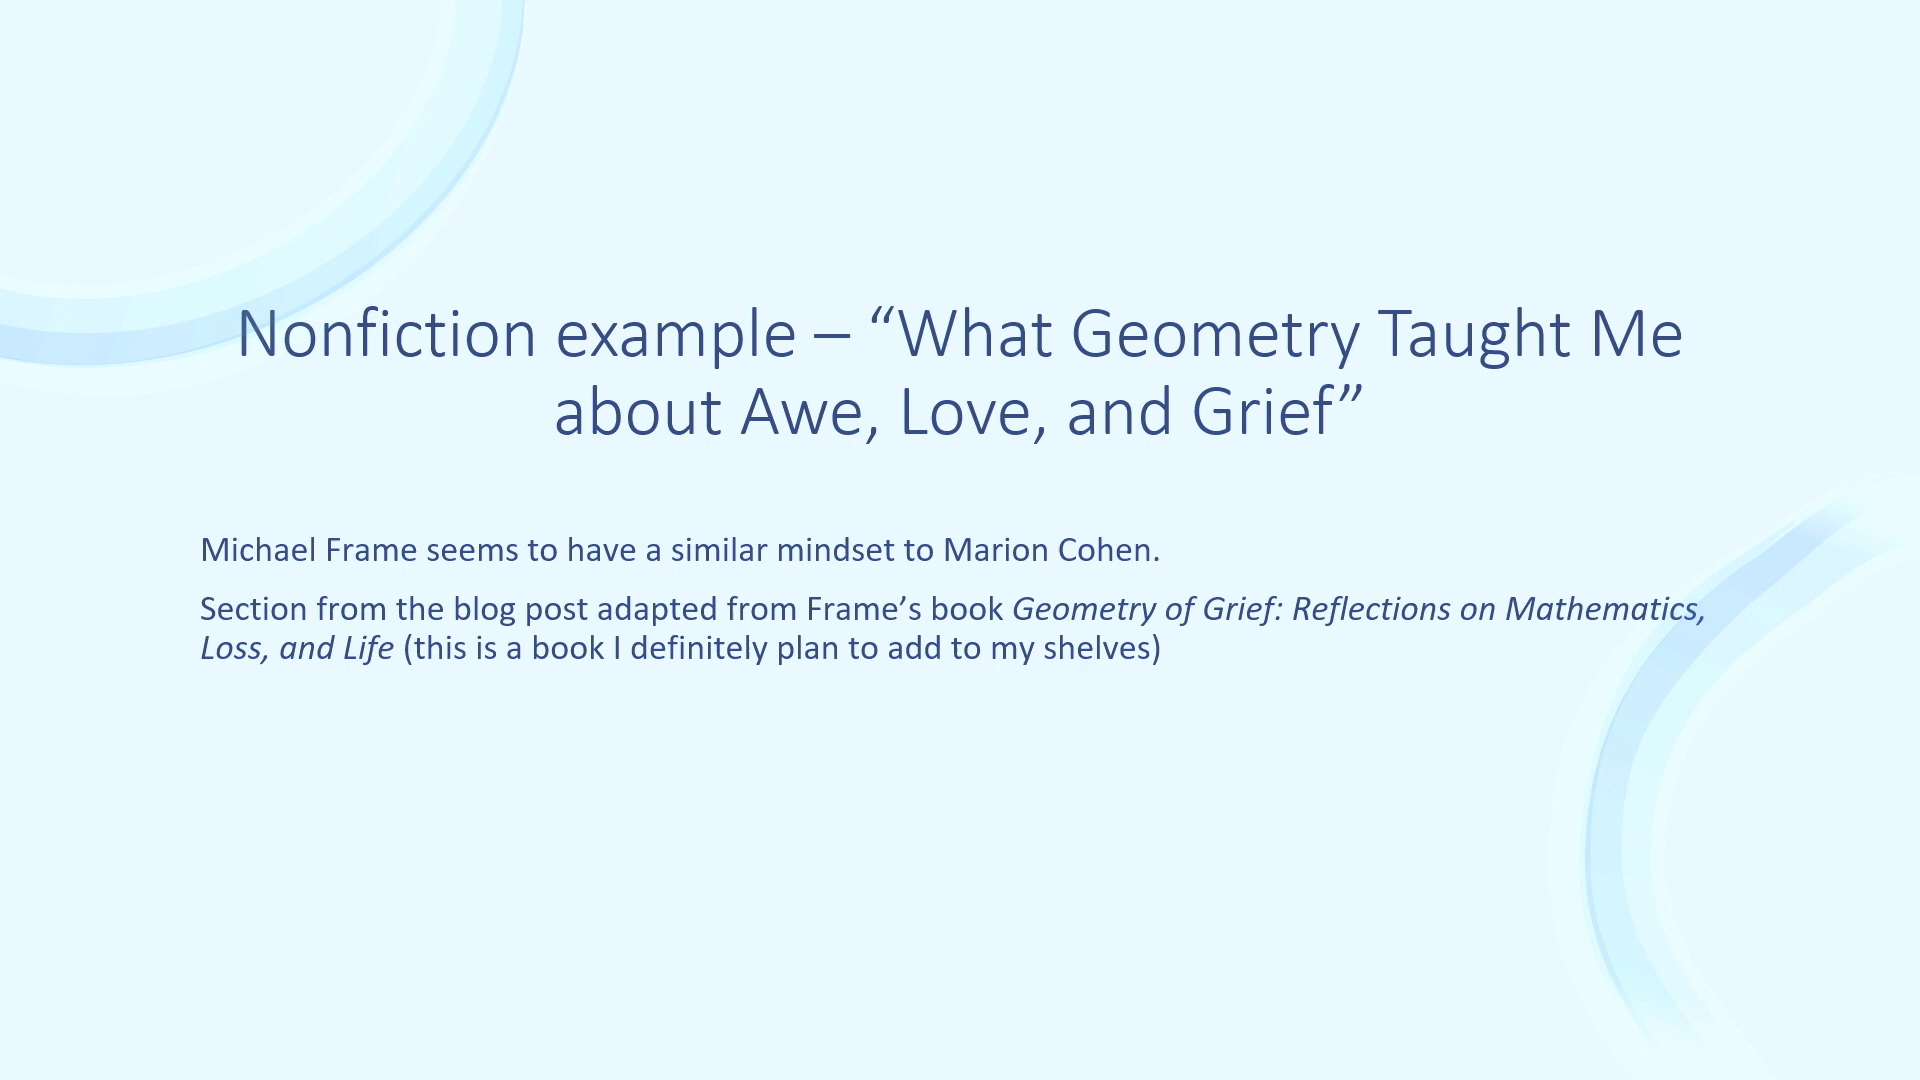 Nonfiction example – “What Geometry Taught Me
about Awe, Love, and Grief”
Michael Frame seems to have a similar mindset to Marion Cohen.
Section from the blog post adapted from Frame’s book Geometry of Grief: Reflections on Mathematics,
Loss, and Life (this is a book I definitely plan to add to my shelves)